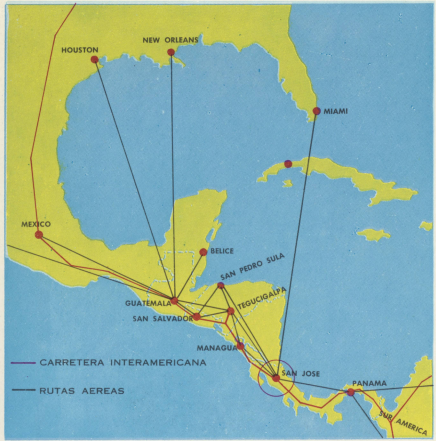 NEW ORLEANS
HOUSTON
MIAMI
MEXICO
BELICE
SAN PEDRO SULA
TEGUCIGALPA
GUATEMALA
SAN SALVADOR
MANAGUA
CARRETERA INTERAMERICANA
SAN JOSE
PANAMA
RUTAS AEREAS
SUR AMERICA